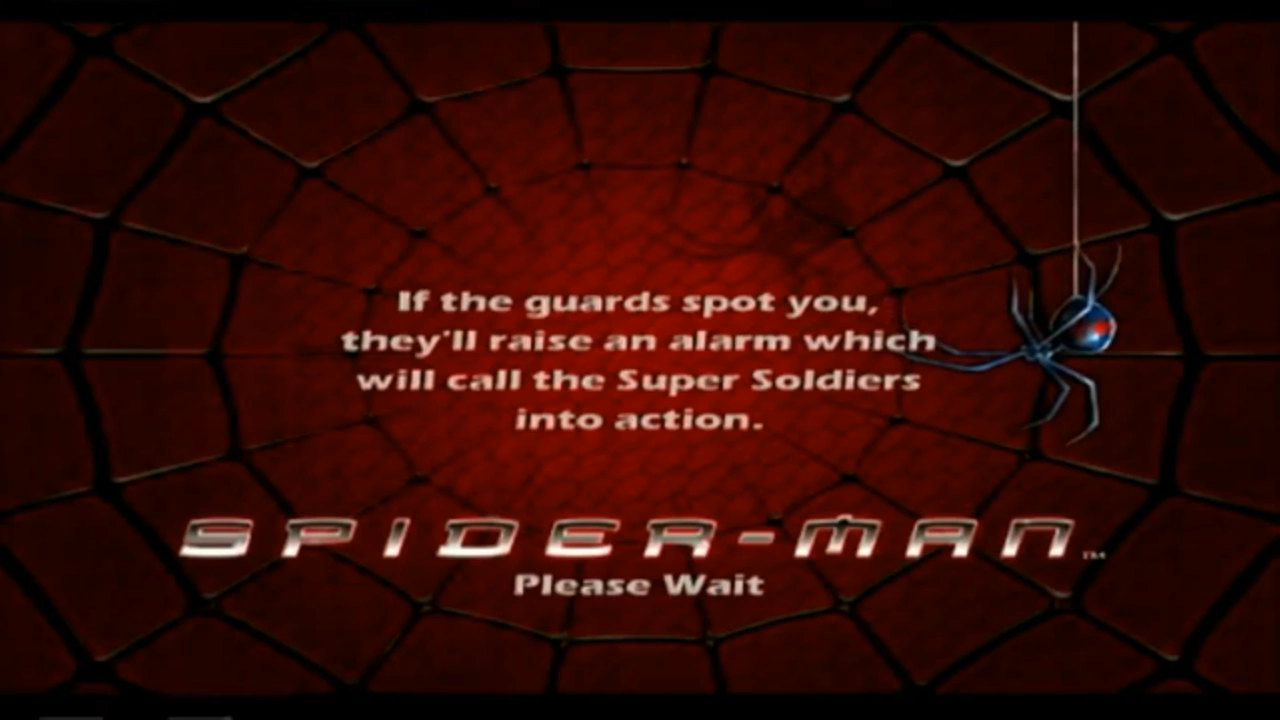 If the guards spot you,
they'll raise an alarm which
will call the Super Soldiers
into action.
SPIDER-MAN™
Please Wait